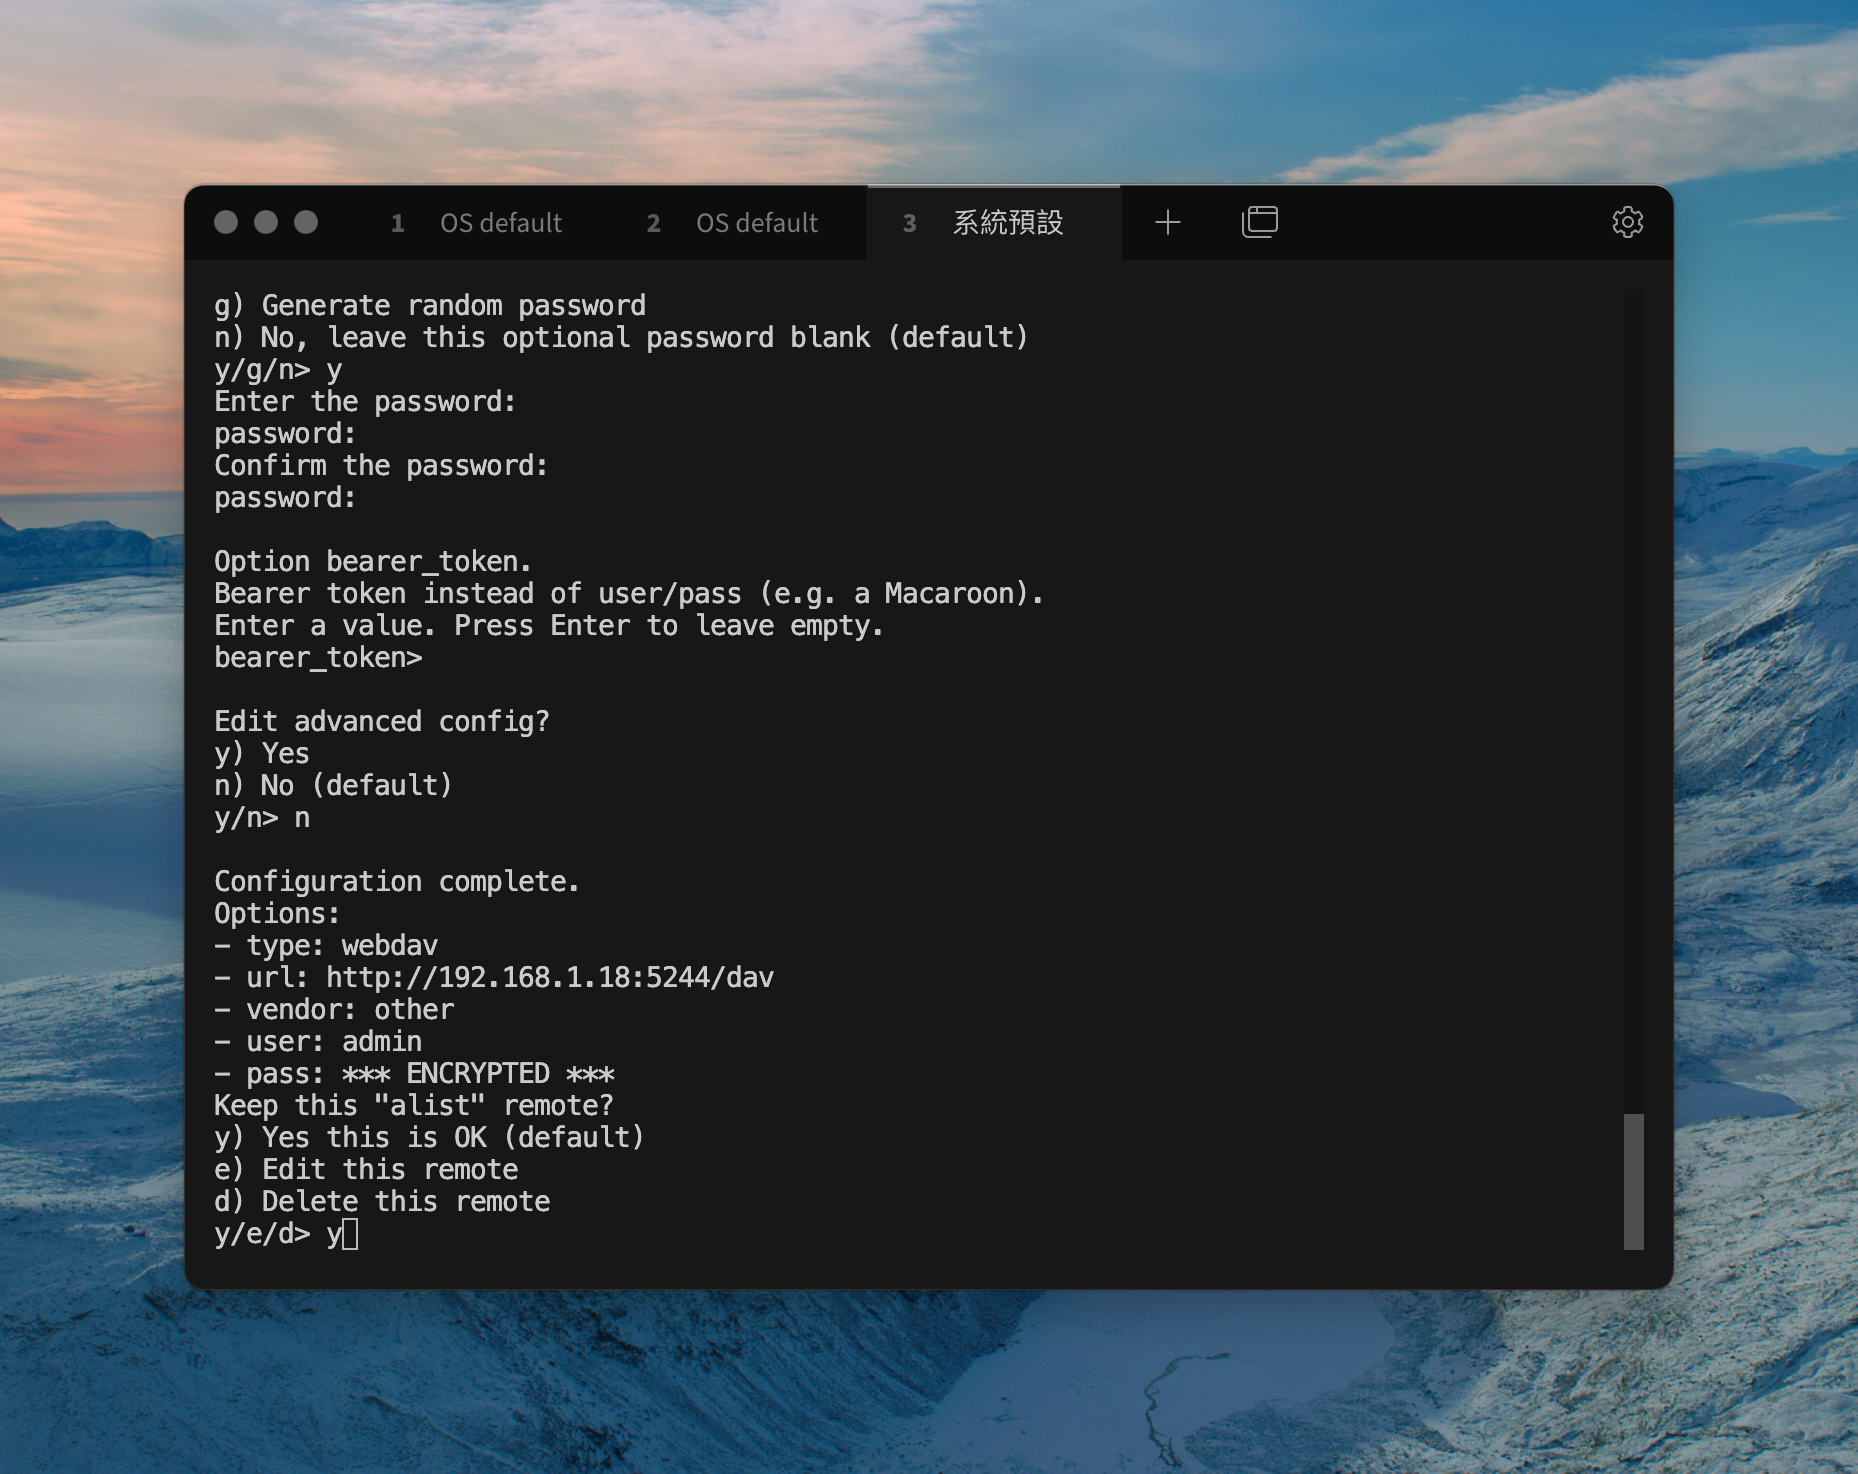 1 OS default 2 OS default 3 系統預設
g) Generate random password
n) No, leave this optional password blank (default)
y/g/n> y
Enter the password:
password:
Confirm the password:
password:
Option bearer_token.
Bearer token instead of user/pass (e.g. a Macaroon).
Enter a value. Press Enter to leave empty.
bearer_token>
Edit advanced config?
y) Yes
n) No (default)
y/n> n
Configuration complete.
Options:
- type: webdav
- url: http://192.168.1.18:5244/dav
- vendor: other
- user: admin
- pass: *** ENCRYPTED ***
Keep this "alist" remote?
y) Yes this is OK (default)
e) Edit this remote
d) Delete this remote
y/e/d> y